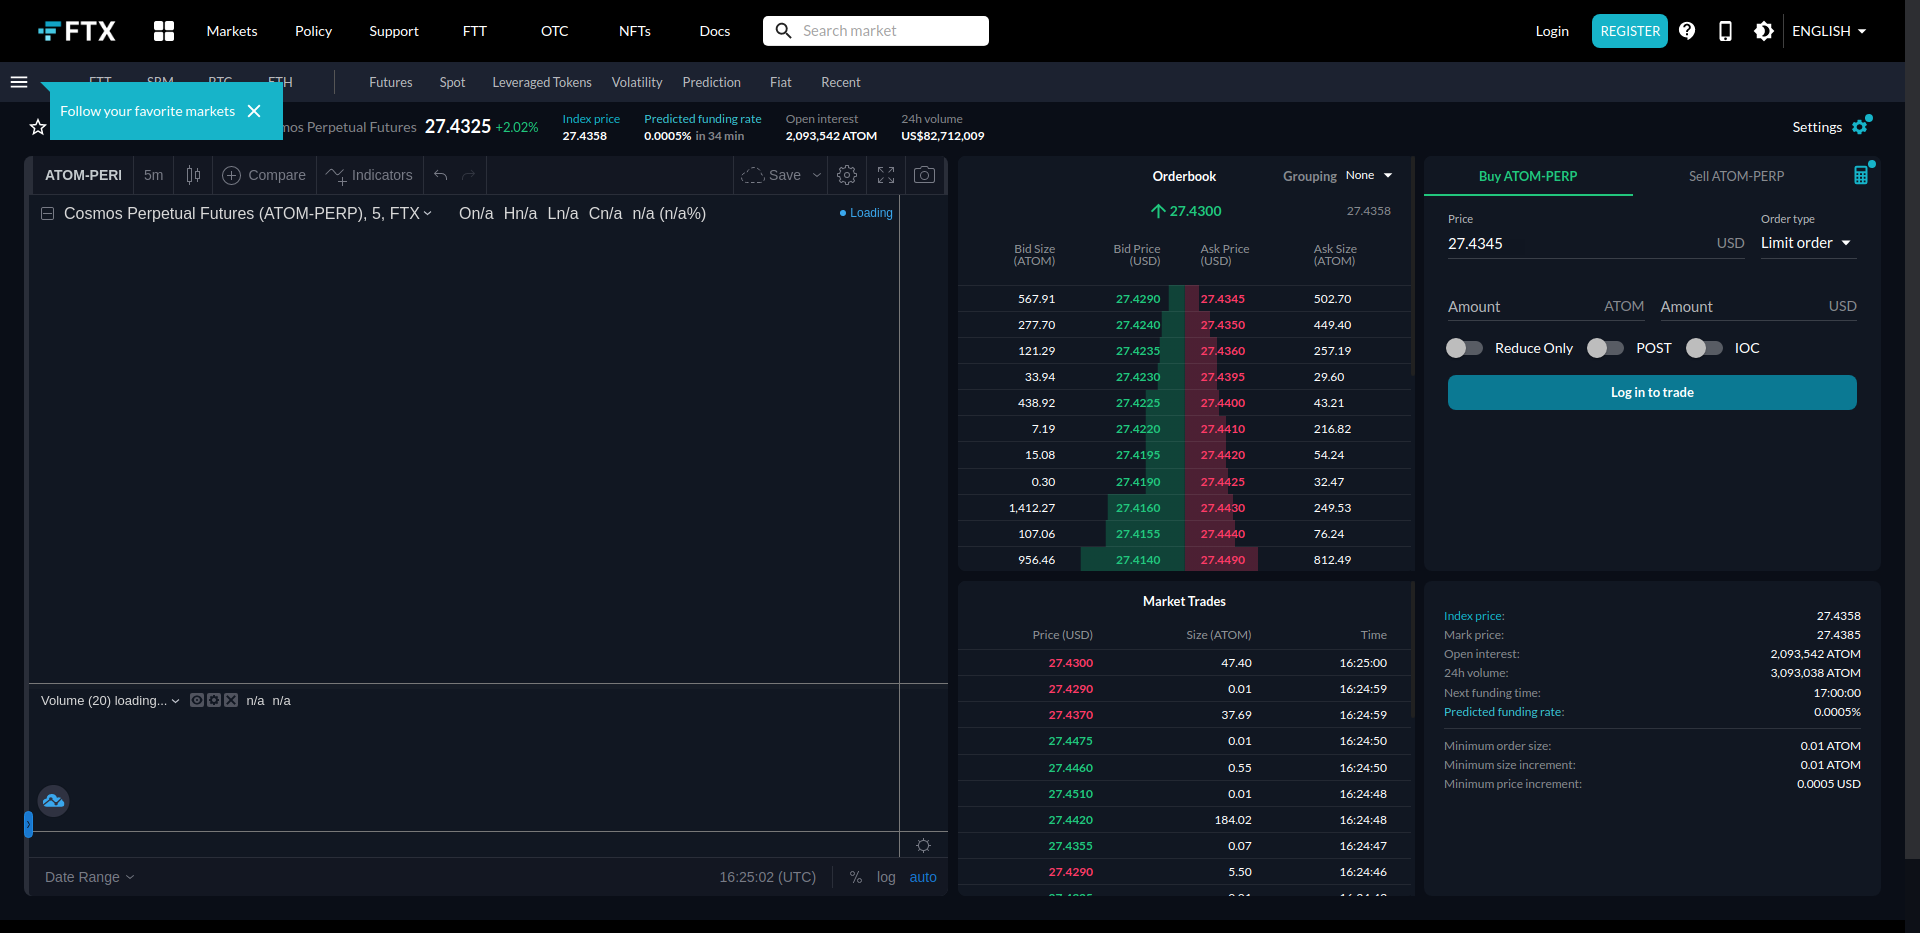 FTX
Markets
Policy
Support
FTT
OTC
NFTs
Docs
Search market
Login
REGISTER
ENGLISH
Futures
Spot
Leveraged Tokens
Volatility
Prediction
Fiat
Recent
Follow your favorite markets
Perpetual Futures
27.4325 +2.02%
Index price
27.4358
Predicted funding rate
0.0005% in 34 min
Open interest
2,093,542 ATOM
24h volume
US$82,712,009
Settings
ATOM-PERI
5m
Compare
Indicators
Save
Cosmos Perpetual Futures (ATOM-PERP), 5, FTX
On/a Hn/a Ln/a Cn/a n/a (n/a%)
Loading
Volume (20) loading...
n/a n/a
Date Range
16:25:02 (UTC)
%
log
auto
Orderbook
Grouping None
27.4300
27.4358
Bid Size (ATOM)
Bid Price (USD)
Ask Price (USD)
Ask Size (ATOM)
567.91 27.4290 27.4345 502.70
277.70 27.4240 27.4350 449.40
121.29 27.4235 27.4360 257.19
33.94 27.4230 27.4395 29.60
438.92 27.4225 27.4400 43.21
7.19 27.4220 27.4410 216.82
15.08 27.4195 27.4420 54.24
0.30 27.4190 27.4425 32.47
1,412.27 27.4160 27.4430 249.53
107.06 27.4155 27.4440 76.24
956.46 27.4140 27.4490 812.49
Market Trades
Price (USD) Size (ATOM) Time
27.4300 47.40 16:25:00
27.4290 0.01 16:24:59
27.4370 37.69 16:24:59
27.4475 0.01 16:24:50
27.4460 0.55 16:24:50
27.4510 0.01 16:24:48
27.4420 184.02 16:24:48
27.4355 0.07 16:24:47
27.4290 5.50 16:24:46
Buy ATOM-PERP
Sell ATOM-PERP
Price
27.4345 USD
Order type
Limit order
Amount ATOM
Amount USD
Reduce Only
POST
IOC
Log in to trade
Index price: 27.4358
Mark price: 27.4385
Open interest: 2,093,542 ATOM
24h volume: 3,093,038 ATOM
Next funding time: 17:00:00
Predicted funding rate: 0.0005%
Minimum order size: 0.01 ATOM
Minimum size increment: 0.01 ATOM
Minimum price increment: 0.0005 USD